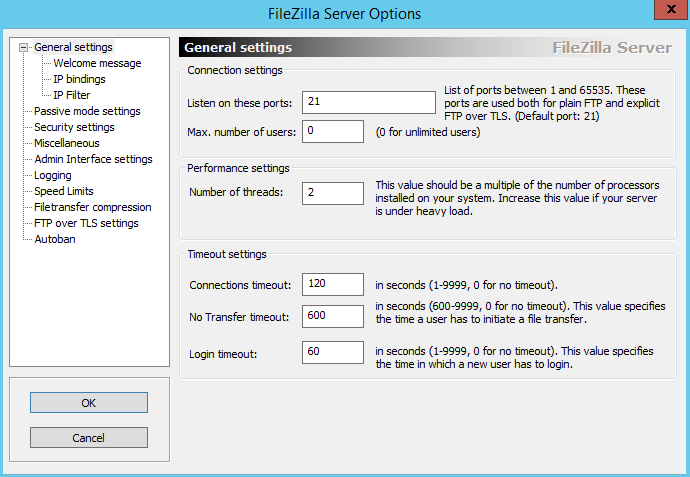 FileZilla Server Options
x
General settings
Welcome message
IP bindings
IP Filter
Passive mode settings
Security settings
Miscellaneous
Admin Interface settings
Logging
Speed Limits
Filetransfer compression
FTP over TLS settings
Autoban
OK
Cancel
General settings
FileZilla Server
Connection settings
Listen on these ports:
21
List of ports between 1 and 65535. These
ports are used both for plain FTP and explicit
FTP over TLS. (Default port: 21)
Max. number of users:
0
(0 for unlimited users)
Performance settings
Number of threads:
2
This value should be a multiple of the number of processors
installed on your system. Increase this value if your server
is under heavy load.
Timeout settings
Connections timeout:
120
in seconds (1-9999, 0 for no timeout).
No Transfer timeout:
600
in seconds (600-9999, 0 for no timeout). This value specifies
the time a user has to initiate a file transfer.
Login timeout:
60
in seconds (1-9999, 0 for no timeout). This value specifies
the time in which a new user has to login.